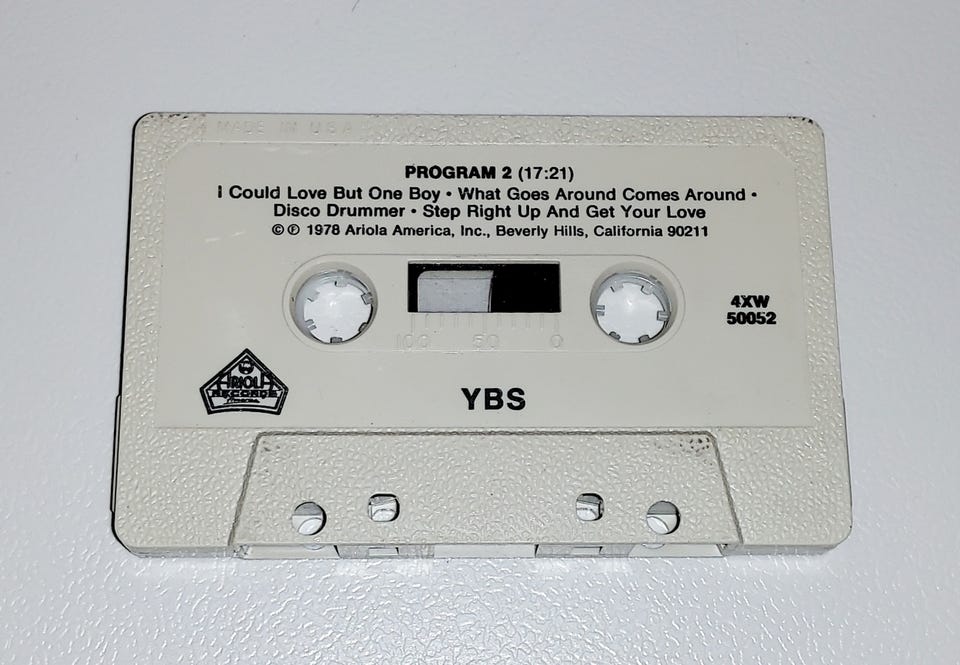 MADE IN USA
PROGRAM 2 (17:21)
I Could Love But One Boy • What Goes Around Comes Around •
Disco Drummer • Step Right Up And Get Your Love
© ℗ 1978 Ariola America, Inc., Beverly Hills, California 90211
4XW
50052
100 50 0
ARIOLA
RECORDS
America
YBS